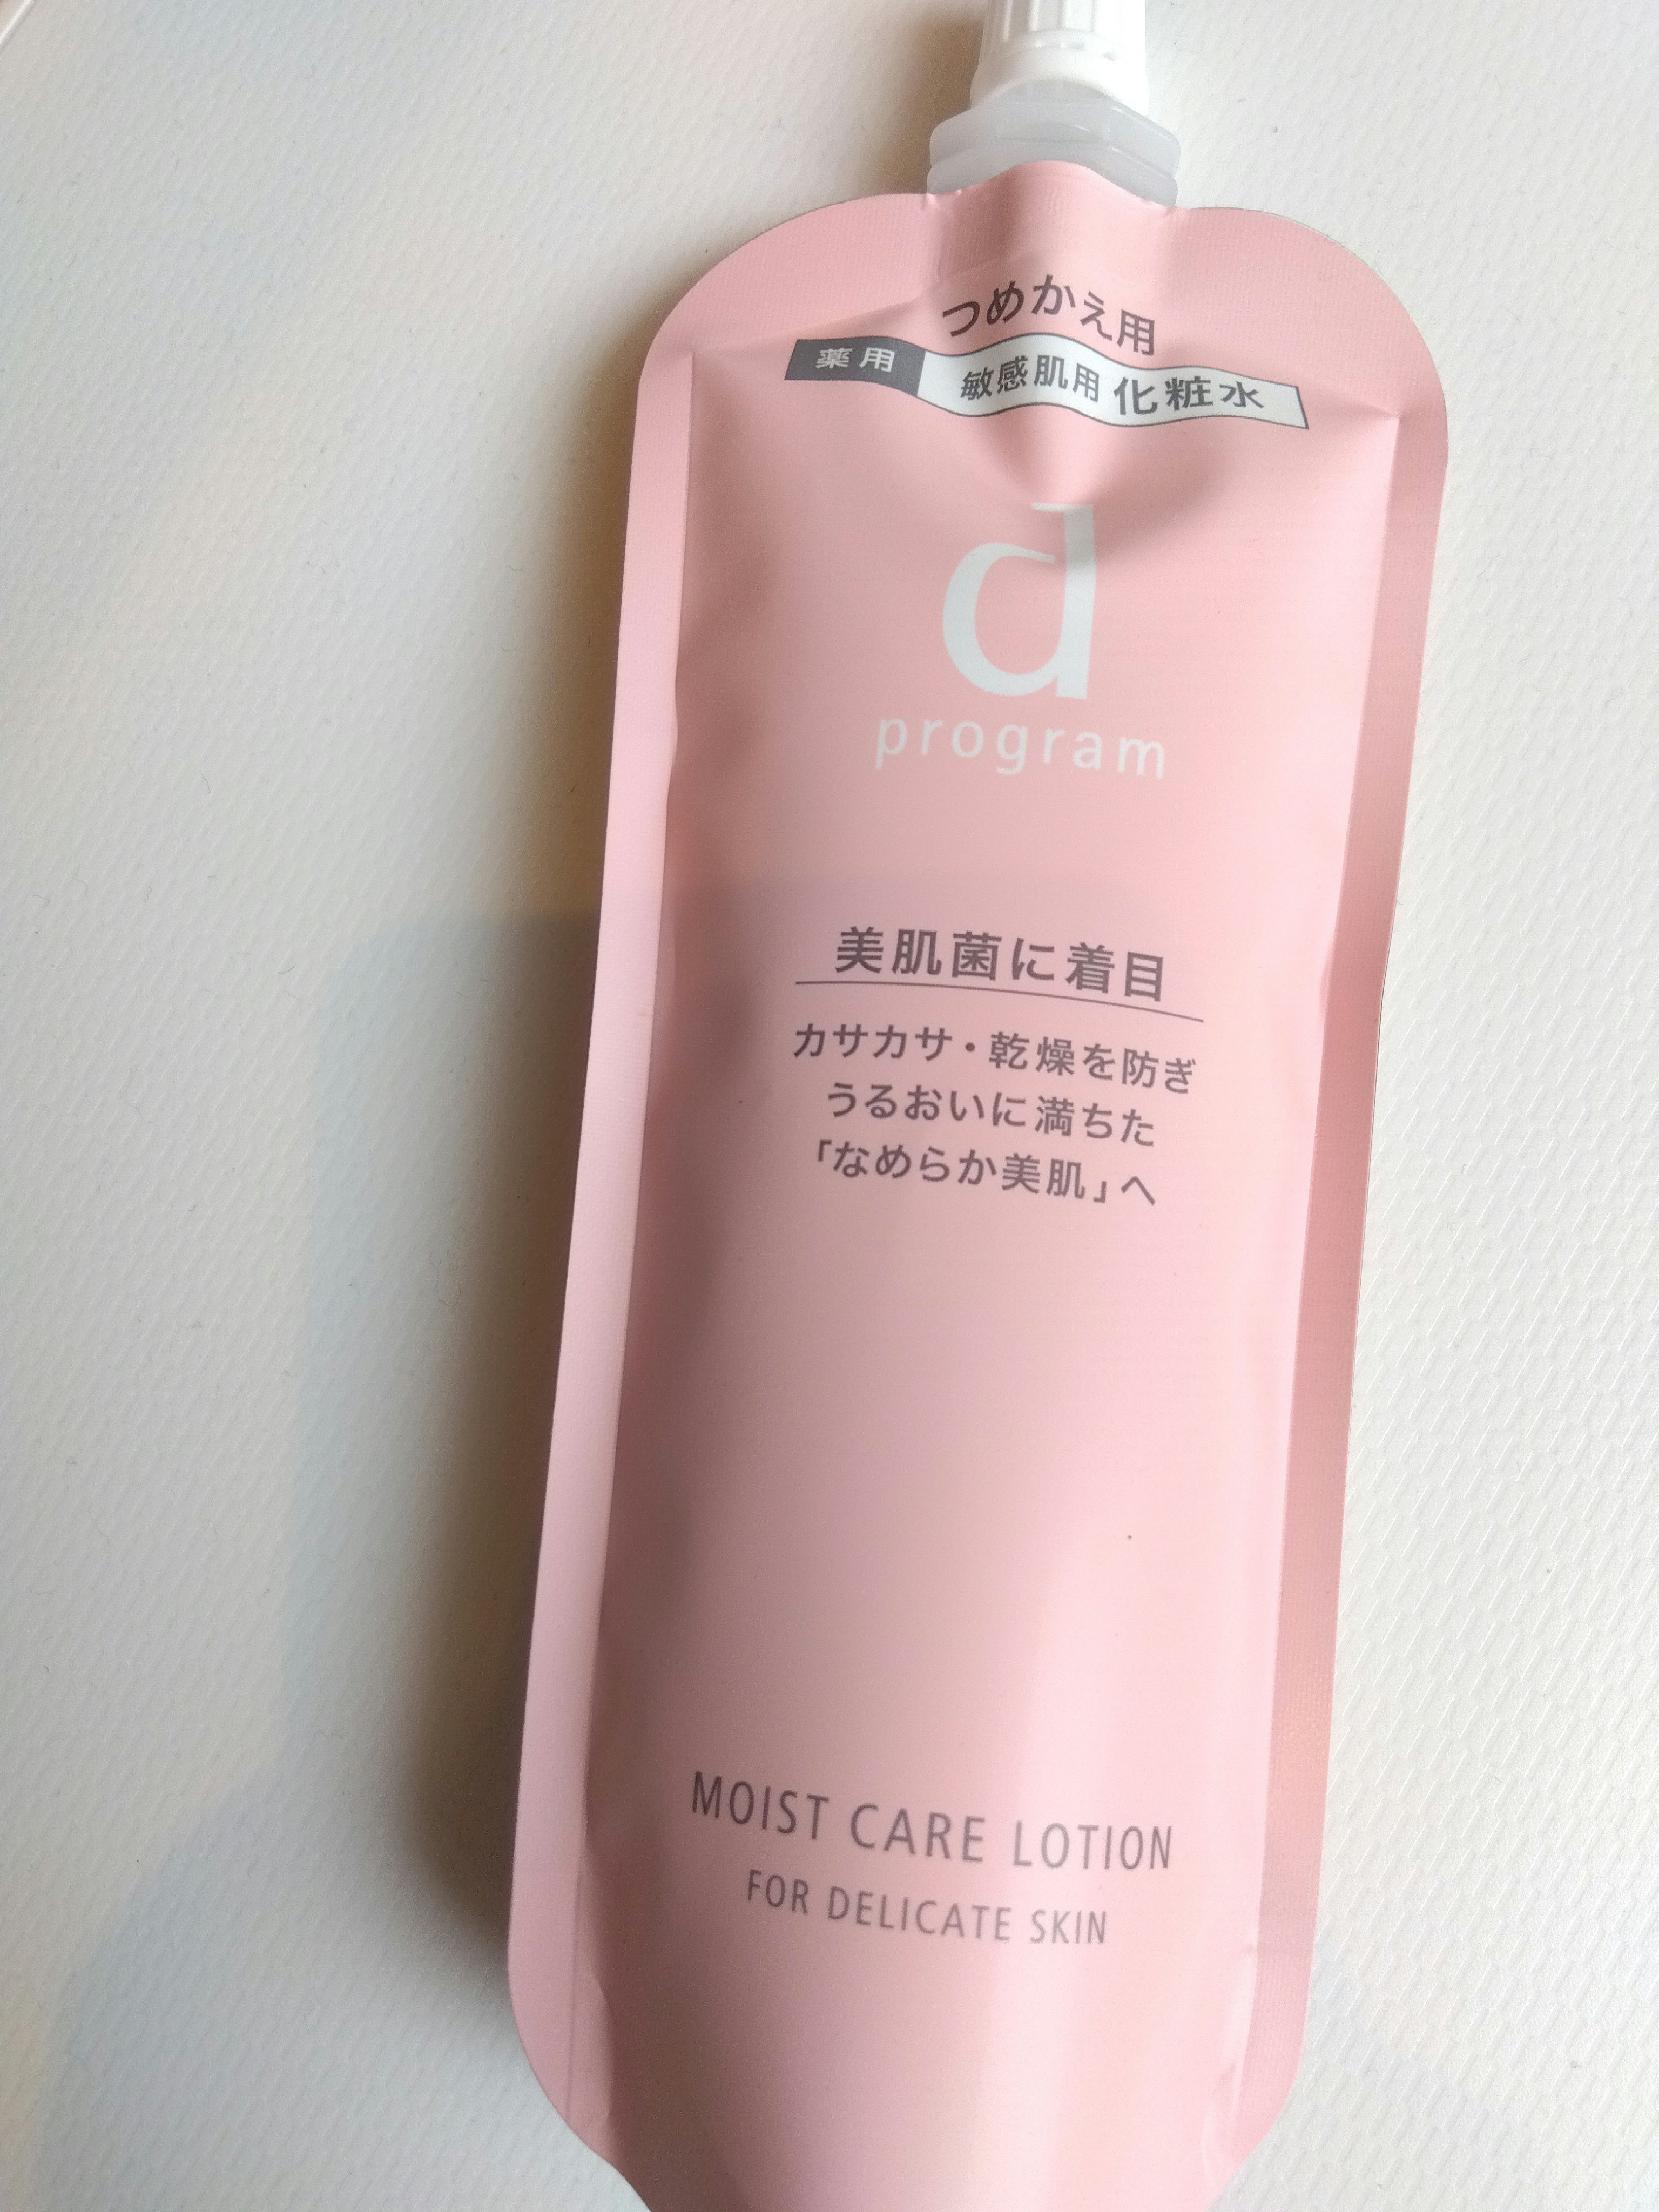 つめかえ用
薬用 敏感肌用 化粧水
d
program
美肌菌に着目
カサカサ・乾燥を防ぎ
うるおいに満ちた
「なめらか美肌」へ
MOIST CARE LOTION
FOR DELICATE SKIN